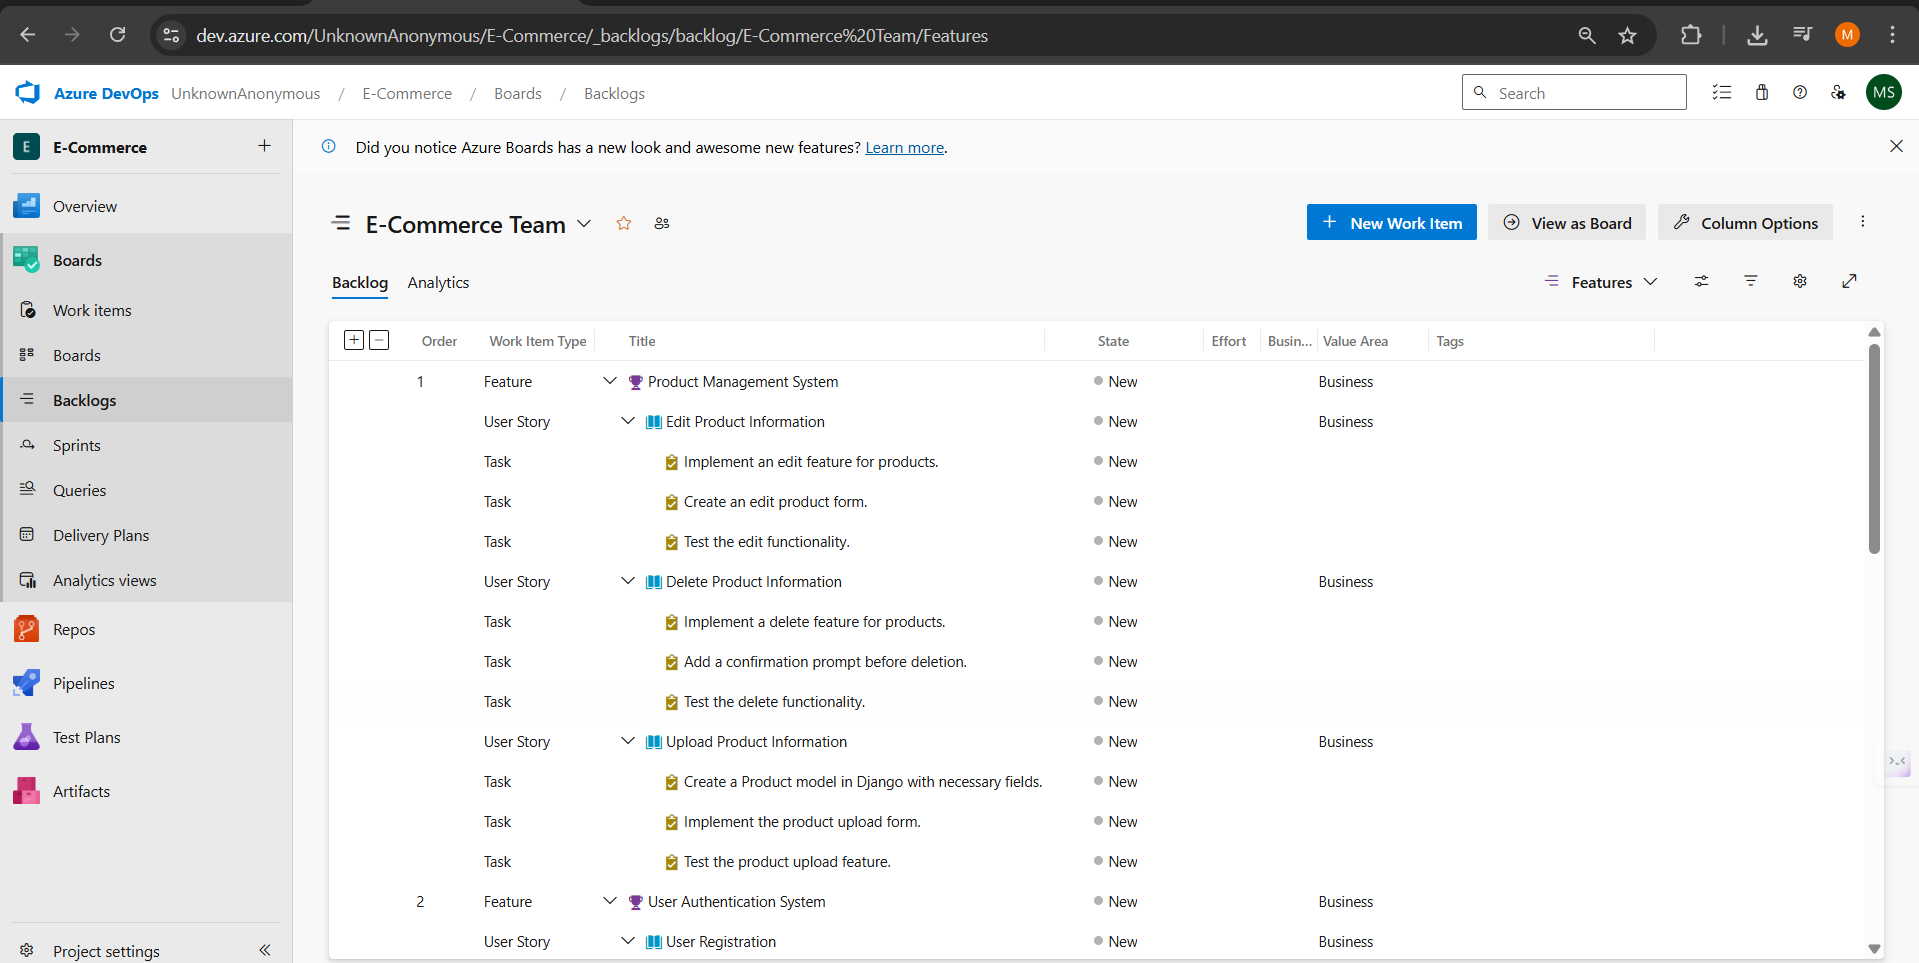 dev.azure.com/UnknownAnonymous/E-Commerce/_backlogs/backlog/E-Commerce%20Team/Features
M
Azure DevOps UnknownAnonymous / E-Commerce / Boards / Backlogs
Search
MS
E E-Commerce
Did you notice Azure Boards has a new look and awesome new features? Learn more.
Overview
Boards
Work items
Boards
Backlogs
Sprints
Queries
Delivery Plans
Analytics views
Repos
Pipelines
Test Plans
Artifacts
Project settings
E-Commerce Team
New Work Item View as Board Column Options
Backlog Analytics
Features
Order Work Item Type Title State Effort Busin... Value Area Tags
1 Feature Product Management System New Business
User Story Edit Product Information New Business
Task Implement an edit feature for products. New
Task Create an edit product form. New
Task Test the edit functionality. New
User Story Delete Product Information New Business
Task Implement a delete feature for products. New
Task Add a confirmation prompt before deletion. New
Task Test the delete functionality. New
User Story Upload Product Information New Business
Task Create a Product model in Django with necessary fields. New
Task Implement the product upload form. New
Task Test the product upload feature. New
2 Feature User Authentication System New Business
User Story User Registration New Business